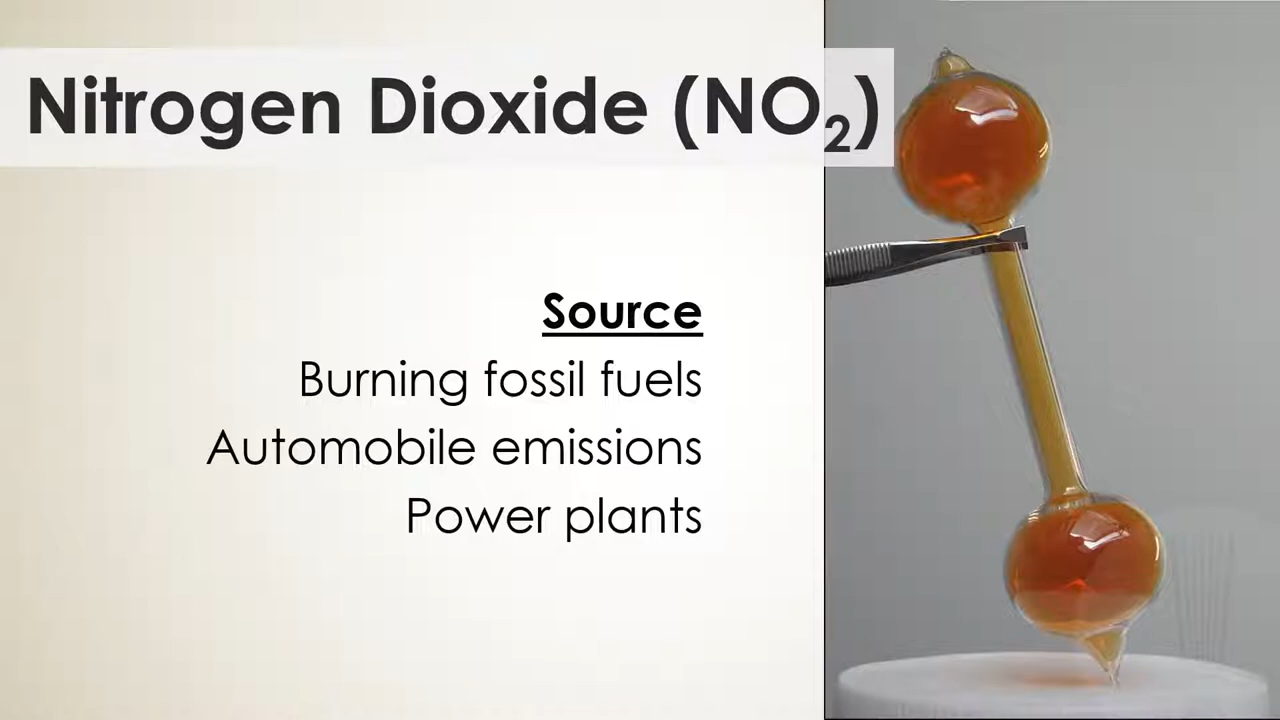 Nitrogen Dioxide (NO₂)
Source
Burning fossil fuels
Automobile emissions
Power plants